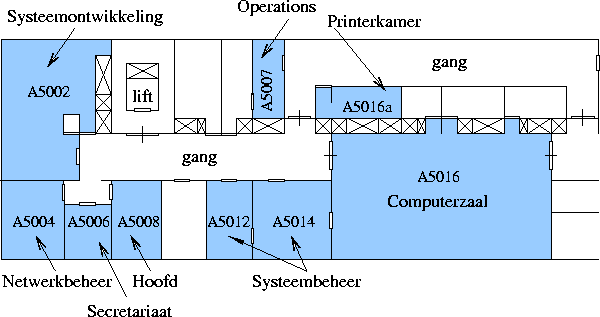 Operations
Systeemontwikkeling
Printerkamer
gang
A5002
A5007
lift
A5016a
gang
A5016
Computerzaal
A5004
A5006
A5008
A5012
A5014
Netwerkbeheer
Hoofd
Systeembeheer
Secretariaat